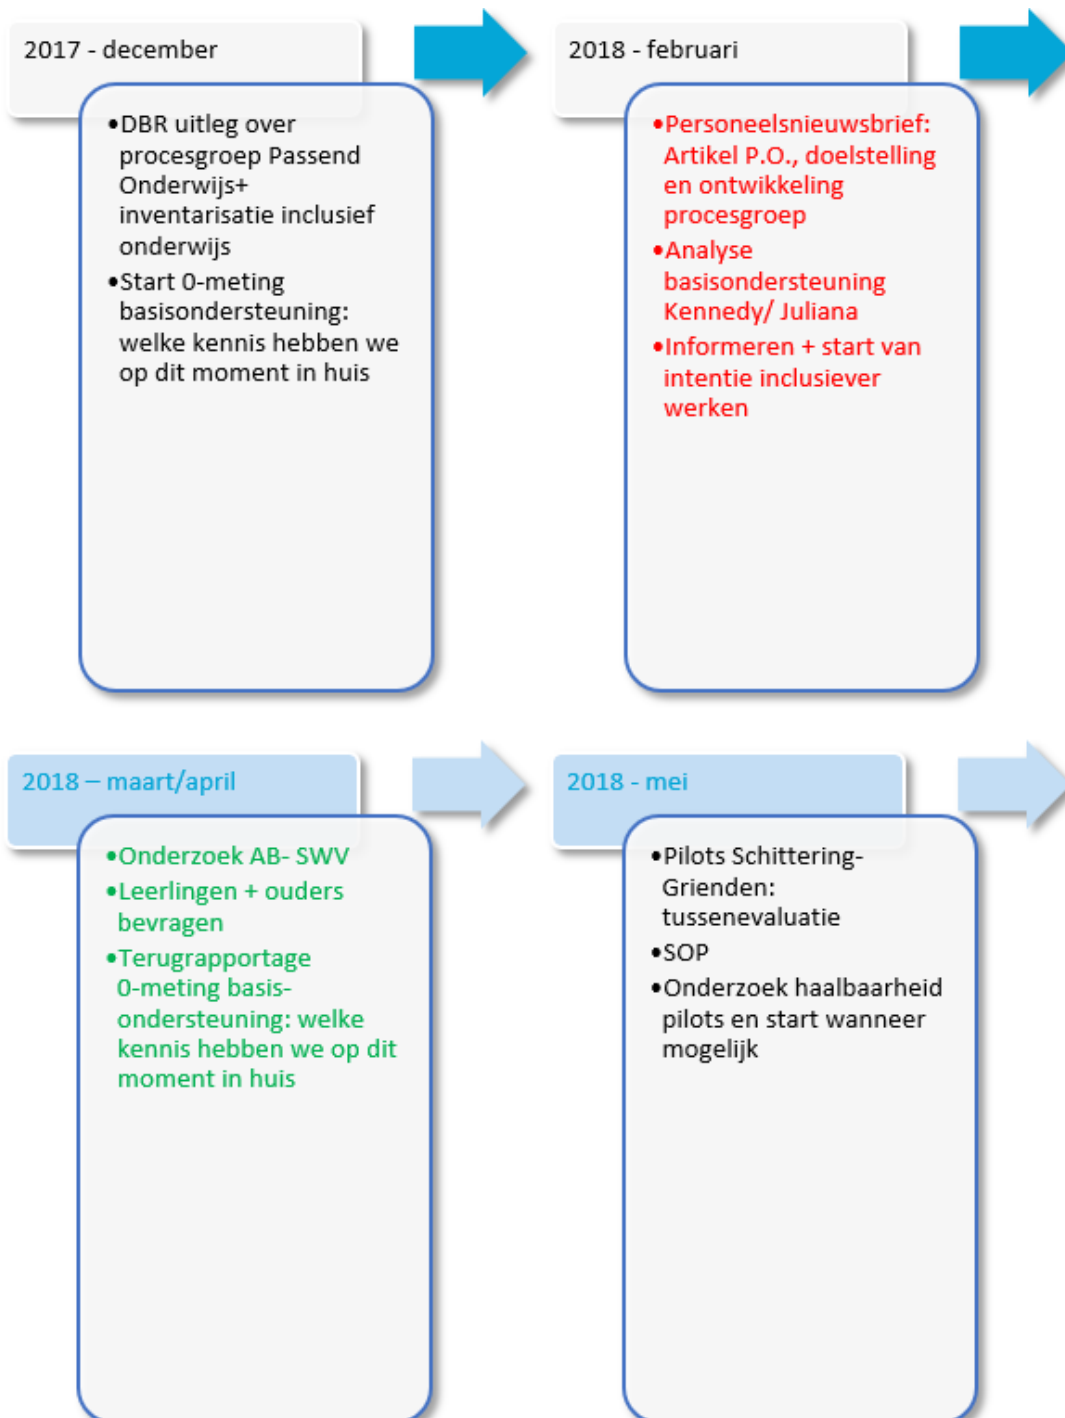 2017 - december
•DBR uitleg over
procesgroep Passend
Onderwijs+
inventarisatie inclusief
onderwijs
•Start 0-meting
basisondersteuning:
welke kennis hebben we
op dit moment in huis
2018 - februari
•Personeelsnieuwsbrief:
Artikel P.O., doelstelling
en ontwikkeling
procesgroep
•Analyse
basisondersteuning
Kennedy/ Juliana
•Informeren + start van
intentie inclusiever
werken
2018 – maart/april
•Onderzoek AB- SWV
•Leerlingen + ouders
bevragen
•Terugrapportage
0-meting basis-
ondersteuning: welke
kennis hebben we op dit
moment in huis
2018 - mei
•Pilots Schittering-
Grienden:
tussenevaluatie
•SOP
•Onderzoek haalbaarheid
pilots en start wanneer
mogelijk